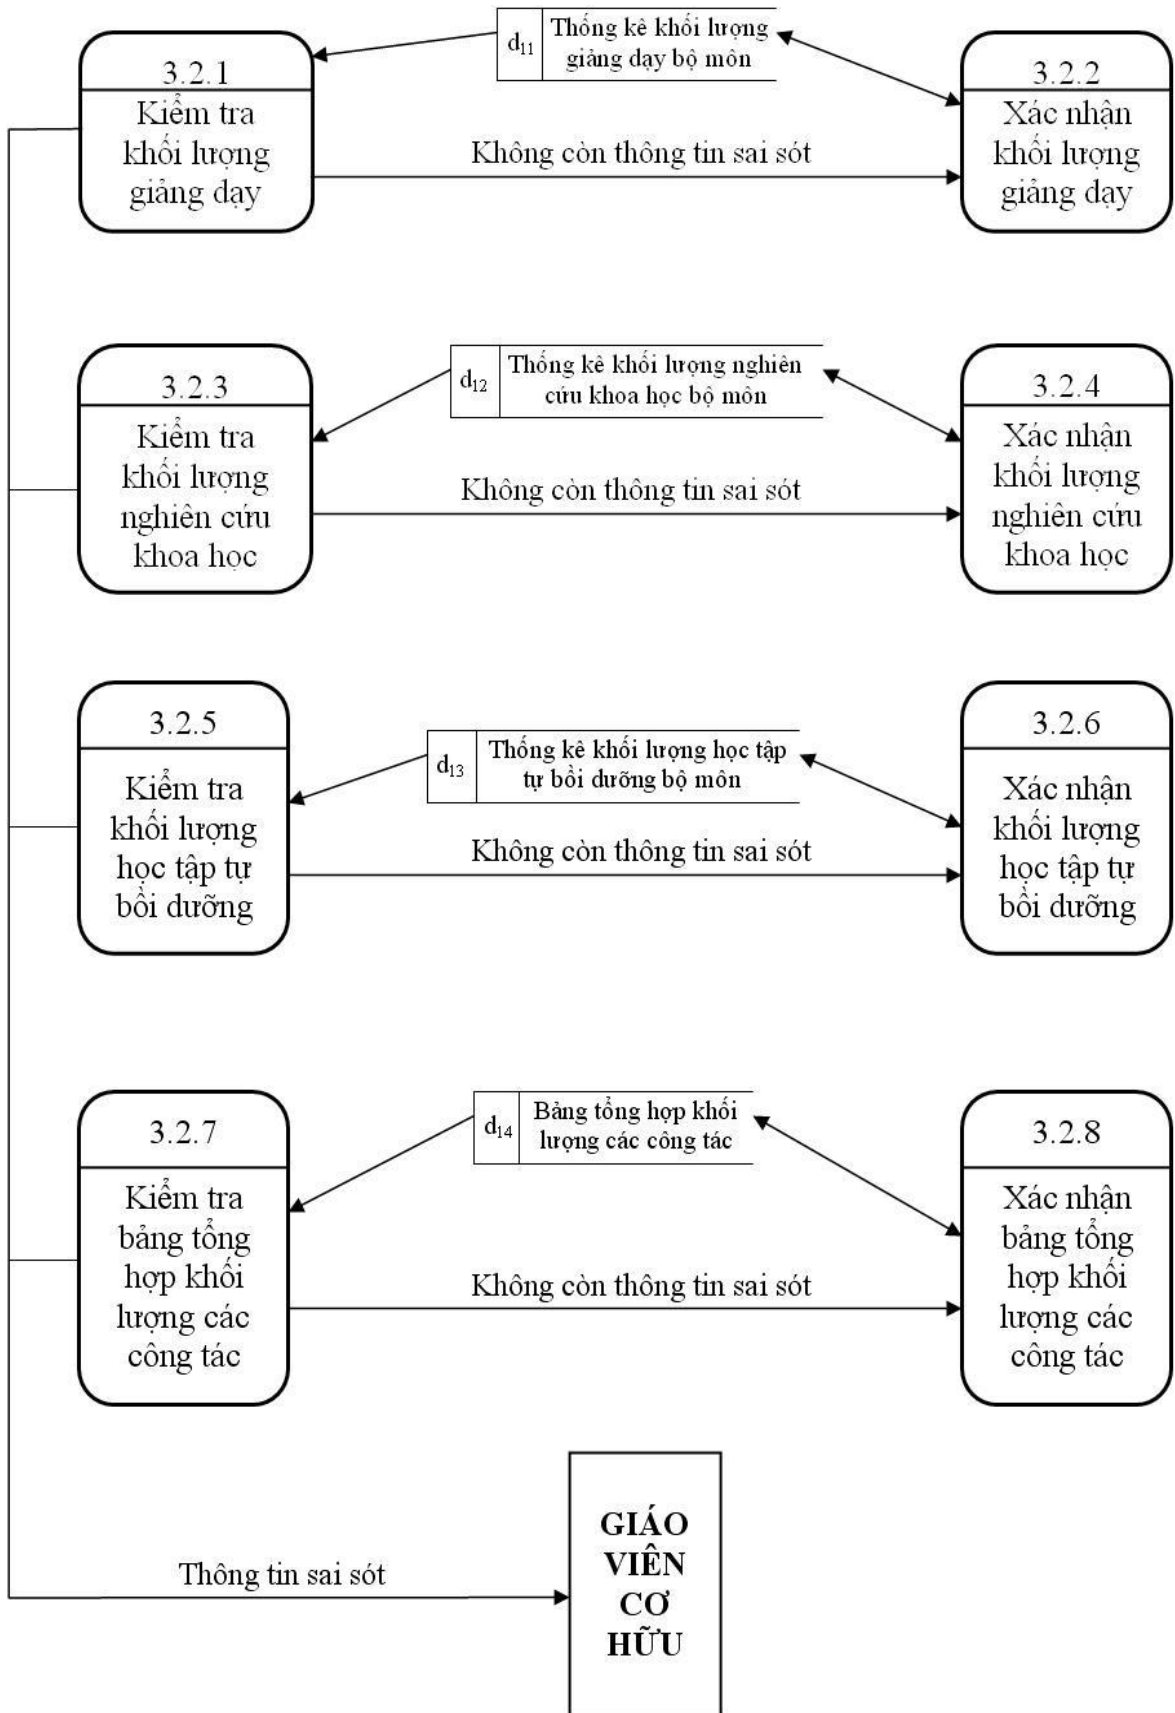 d11
Thống kê khối lượng
giảng dạy bộ môn
3.2.1
Kiểm tra
khối lượng
giảng dạy
3.2.2
Xác nhận
khối lượng
giảng dạy
Không còn thông tin sai sót
d12
Thống kê khối lượng nghiên
cứu khoa học bộ môn
3.2.3
Kiểm tra
khối lượng
nghiên cứu
khoa học
3.2.4
Xác nhận
khối lượng
nghiên cứu
khoa học
Không còn thông tin sai sót
3.2.5
Kiểm tra
khối lượng
học tập tự
bồi dưỡng
d13
Thống kê khối lượng học tập
tự bồi dưỡng bộ môn
3.2.6
Xác nhận
khối lượng
học tập tự
bồi dưỡng
Không còn thông tin sai sót
3.2.7
Kiểm tra
bảng tổng
hợp khối
lượng các
công tác
d14
Bảng tổng hợp khối
lượng các công tác
3.2.8
Xác nhận
bảng tổng
hợp khối
lượng các
công tác
Không còn thông tin sai sót
Thông tin sai sót
GIÁO
VIÊN
CƠ
HỮU